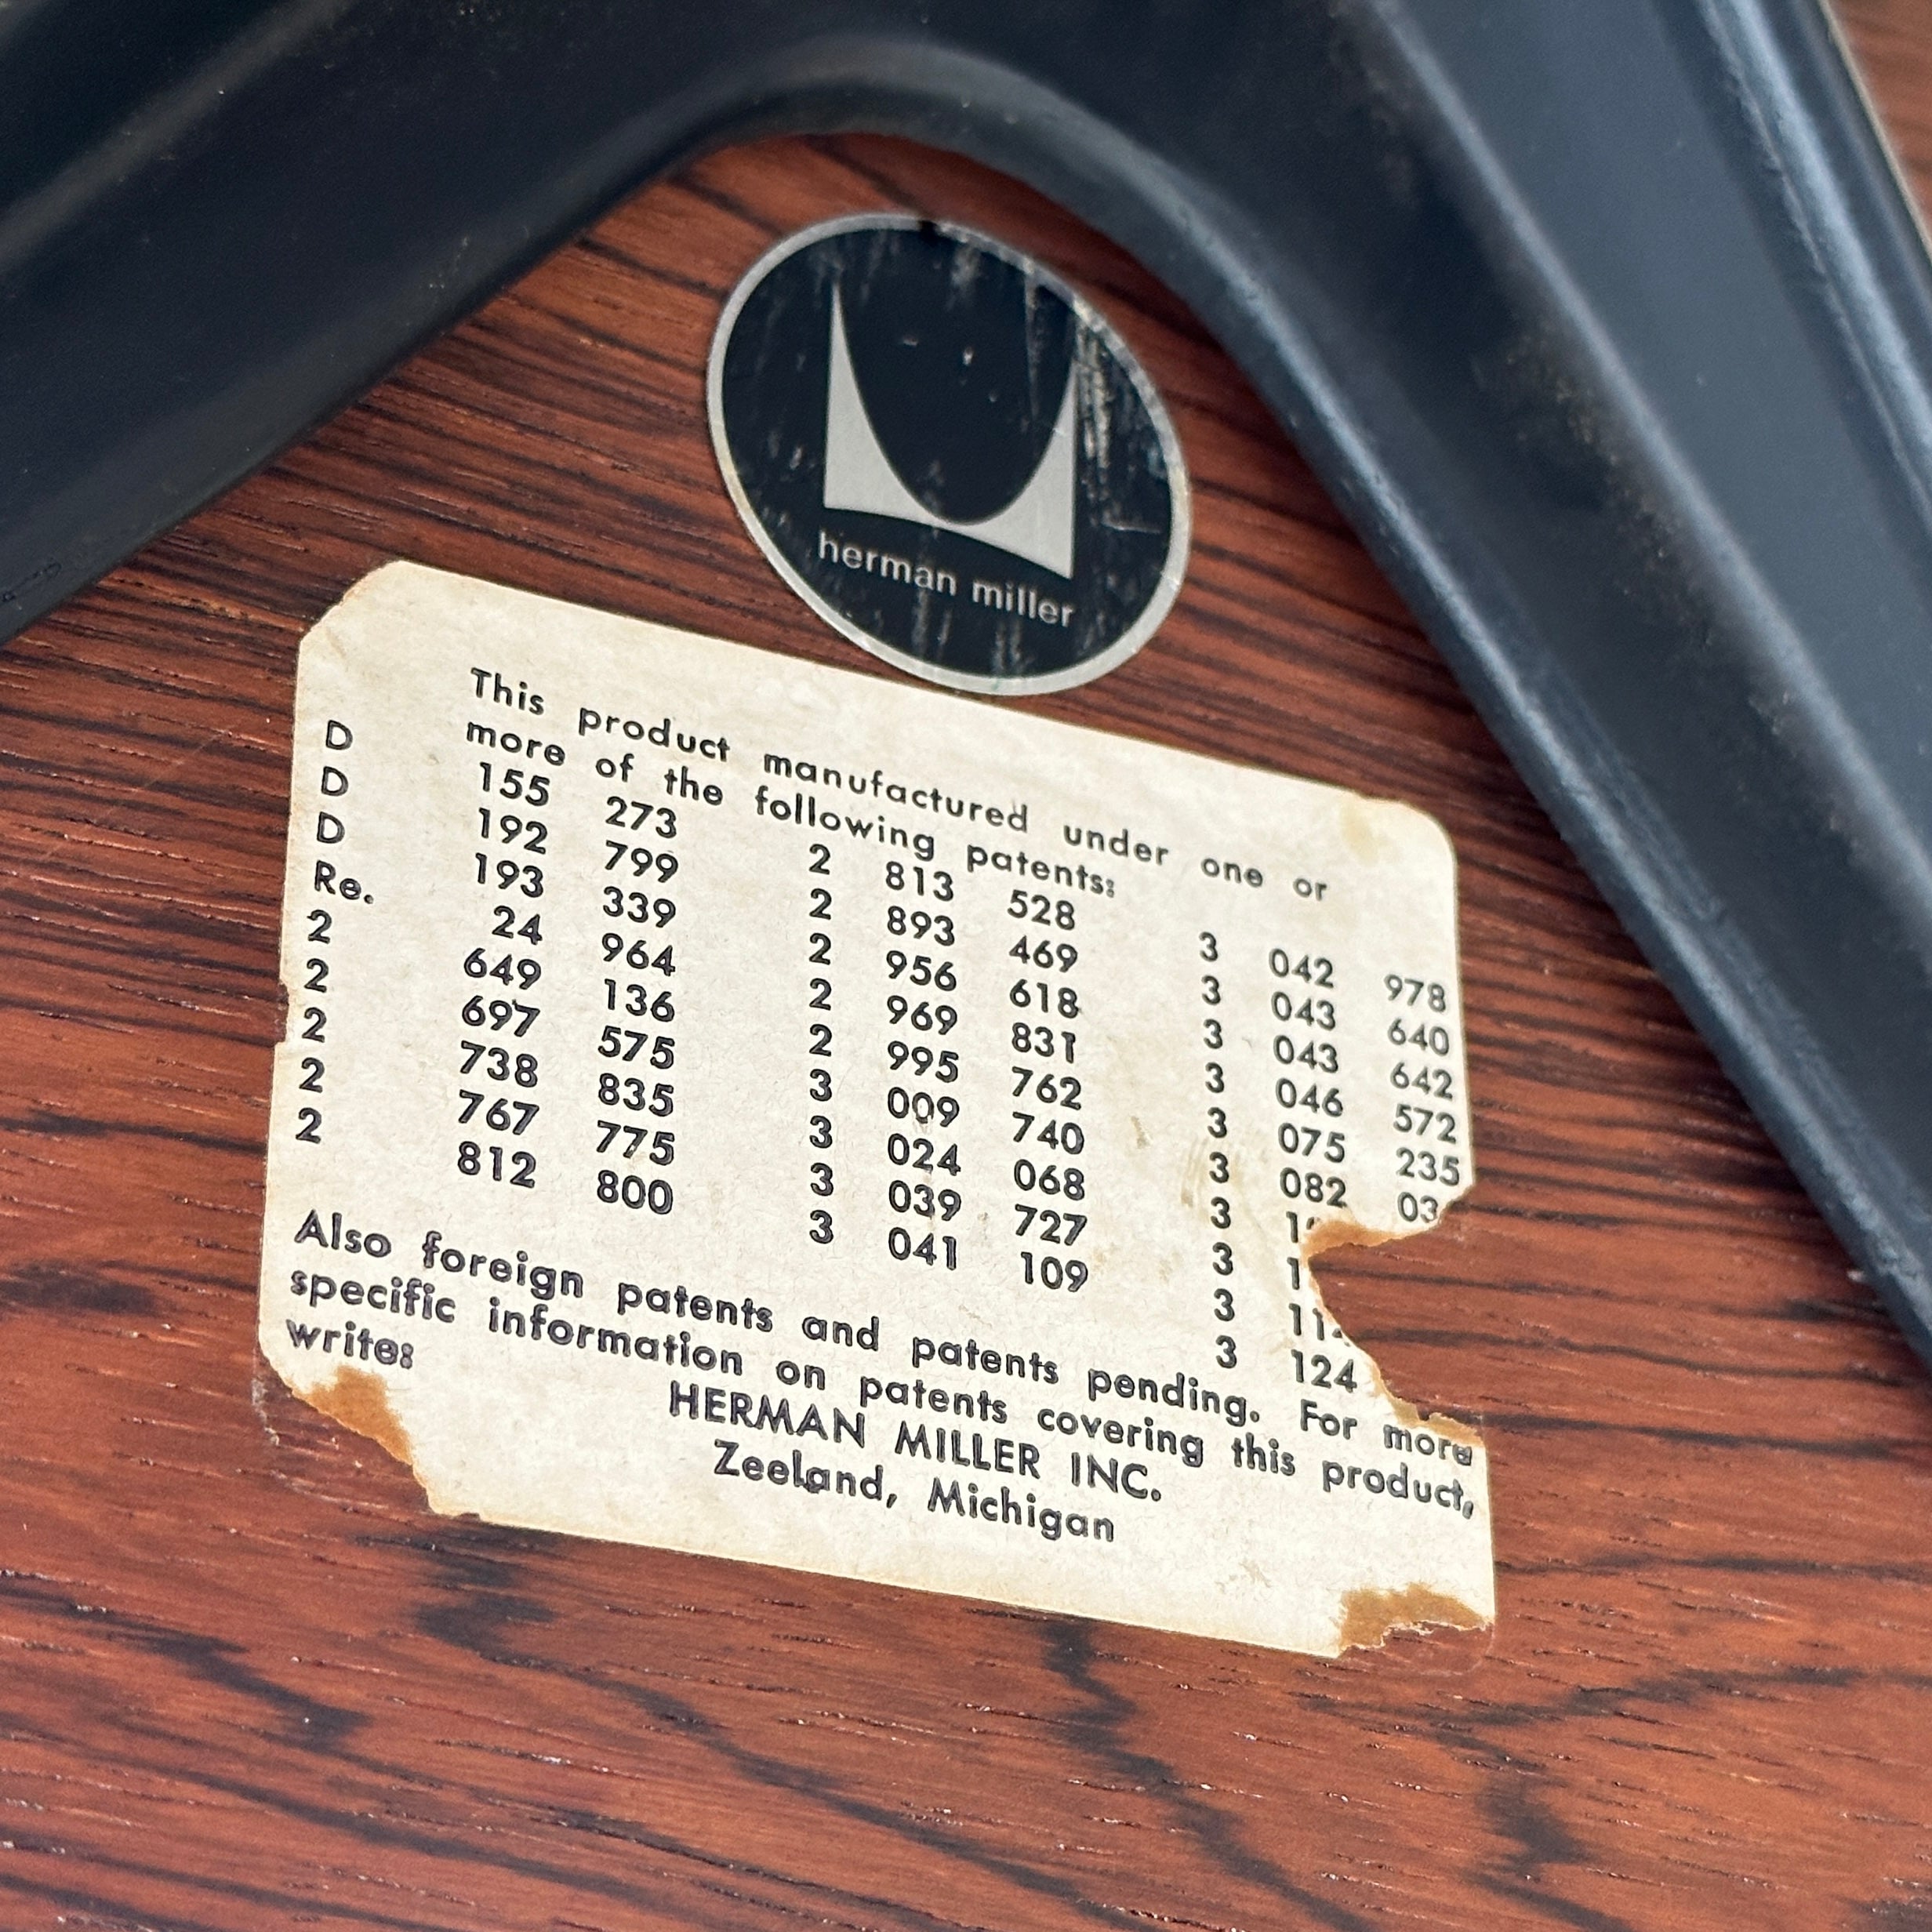 herman miller
This product manufactured under one or
more of the following patents:
D 155 273 2 813 528 3 042 978
D 192 799 2 893 469 3 043 640
D 193 339 2 956 618 3 043 642
Re. 24 964 2 969 831 3 046 572
2 649 136 2 995 762 3 075 235
2 697 575 3 009 740 3 082
2 738 835 3 024 068 3
2 767 775 3 039 727 3
2 812 800 3 041 109 3
3 124
Also foreign patents and patents pending. For more
specific information on patents covering this product,
write:
HERMAN MILLER INC.
Zeeland, Michigan